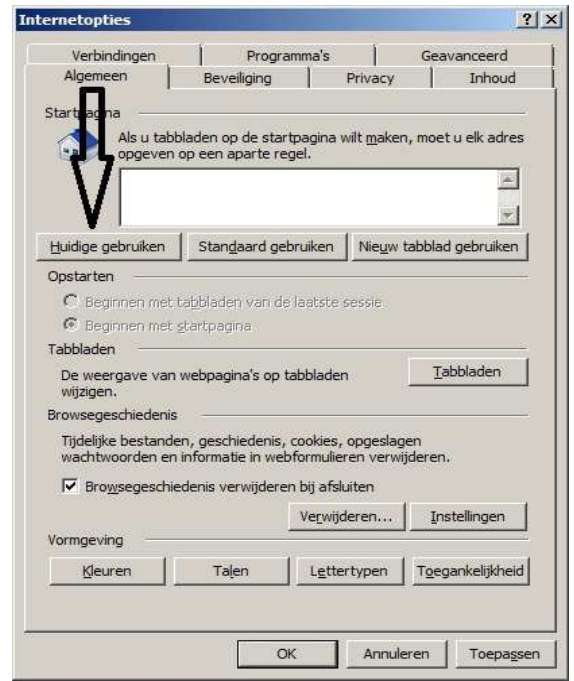 Internetopties
Verbindingen Programma's Geavanceerd
Algemeen Beveiliging Privacy Inhoud
Startpagina
Als u tabbladen op de startpagina wilt maken, moet u elk adres
opgeven op een aparte regel.
Huidige gebruiken Standaard gebruiken Nieuw tabblad gebruiken
Opstarten
Beginnen met tabbladen van de laatste sessie
Beginnen met startpagina
Tabbladen
De weergave van webpagina's op tabbladen
wijzigen.
Tabbladen
Browsegeschiedenis
Tijdelijke bestanden, geschiedenis, cookies, opgeslagen
wachtwoorden en informatie in webformulieren verwijderen.
Browsegeschiedenis verwijderen bij afsluiten
Verwijderen... Instellingen
Vormgeving
Kleuren Talen Lettertypen Toegankelijkheid
OK Annuleren Toepassen